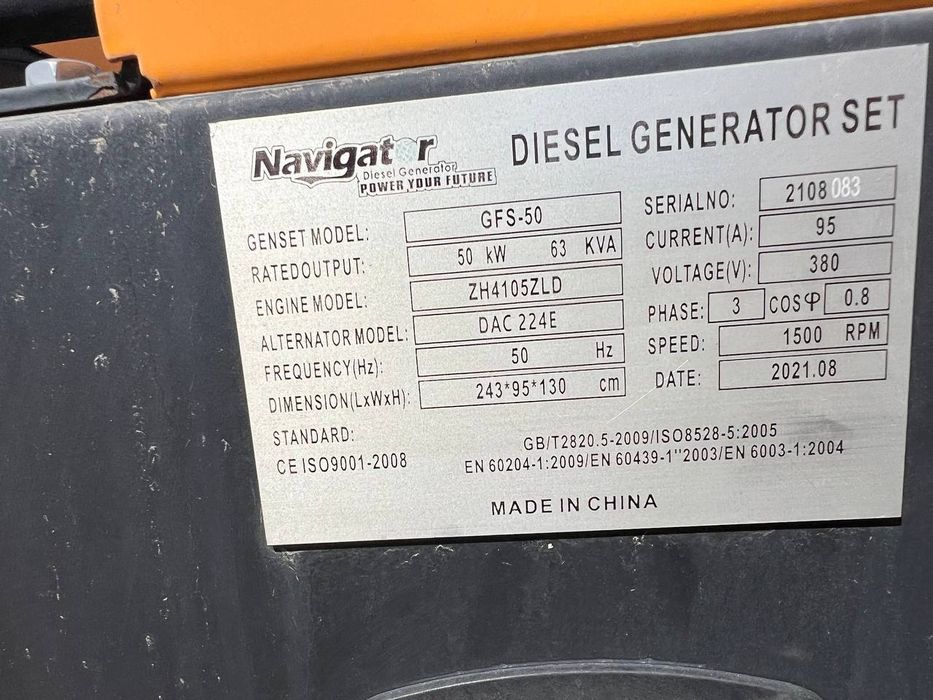 Navigator
Diesel Generator
POWER YOUR FUTURE
DIESEL GENERATOR SET
GENSET MODEL: GFS-50
SERIALNO: 2108 083
RATEDOUTPUT: 50 kW 63 KVA
CURRENT(A): 95
ENGINE MODEL: ZH4105ZLD
VOLTAGE(V): 380
ALTERNATOR MODEL: DAC 224E
PHASE: 3 COSφ 0.8
FREQUENCY(Hz): 50 Hz
SPEED: 1500 RPM
DIMENSION(LxWxH): 243*95*130 cm
DATE: 2021.08
STANDARD: GB/T2820.5-2009/ISO8528-5:2005
CE ISO9001-2008 EN 60204-1:2009/EN 60439-1"2003/EN 6003-1:2004
MADE IN CHINA